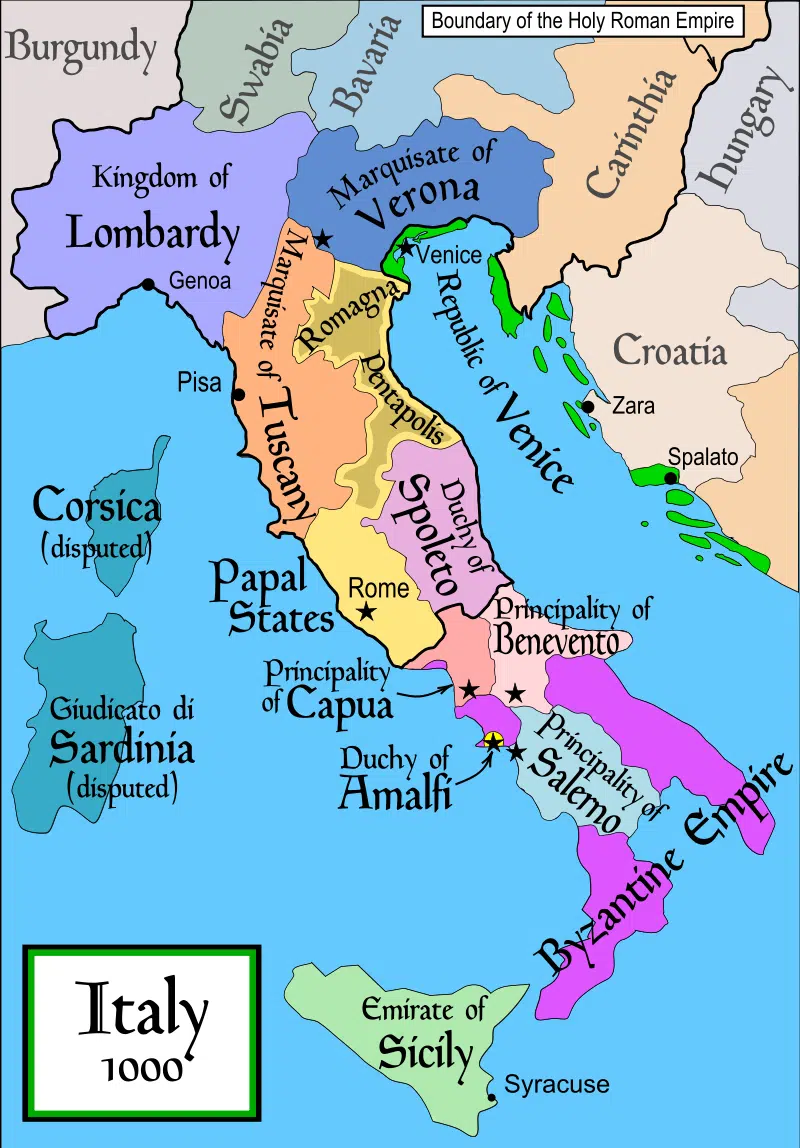 Boundary of the Holy Roman Empire
Burgundy
Swabia
Bavaria
Carinthia
hungary
Kingdom of
Lombardy
Marquisate of
Verona
Genoa
Venice
Marquisate of Tuscany
Romagna
Pentapolis
Republic of Venice
Croatia
Pisa
Zara
Spalato
Corsica
(disputed)
Duchy of
Spoleto
Papal
States
Rome
Principality of
Benevento
Principality
of Capua
Giudicato di
Sardinia
(disputed)
Duchy of
Amalfi
Principality of
Salerno
Byzantine Empire
Italy
1000
Emirate of
Sicily
Syracuse